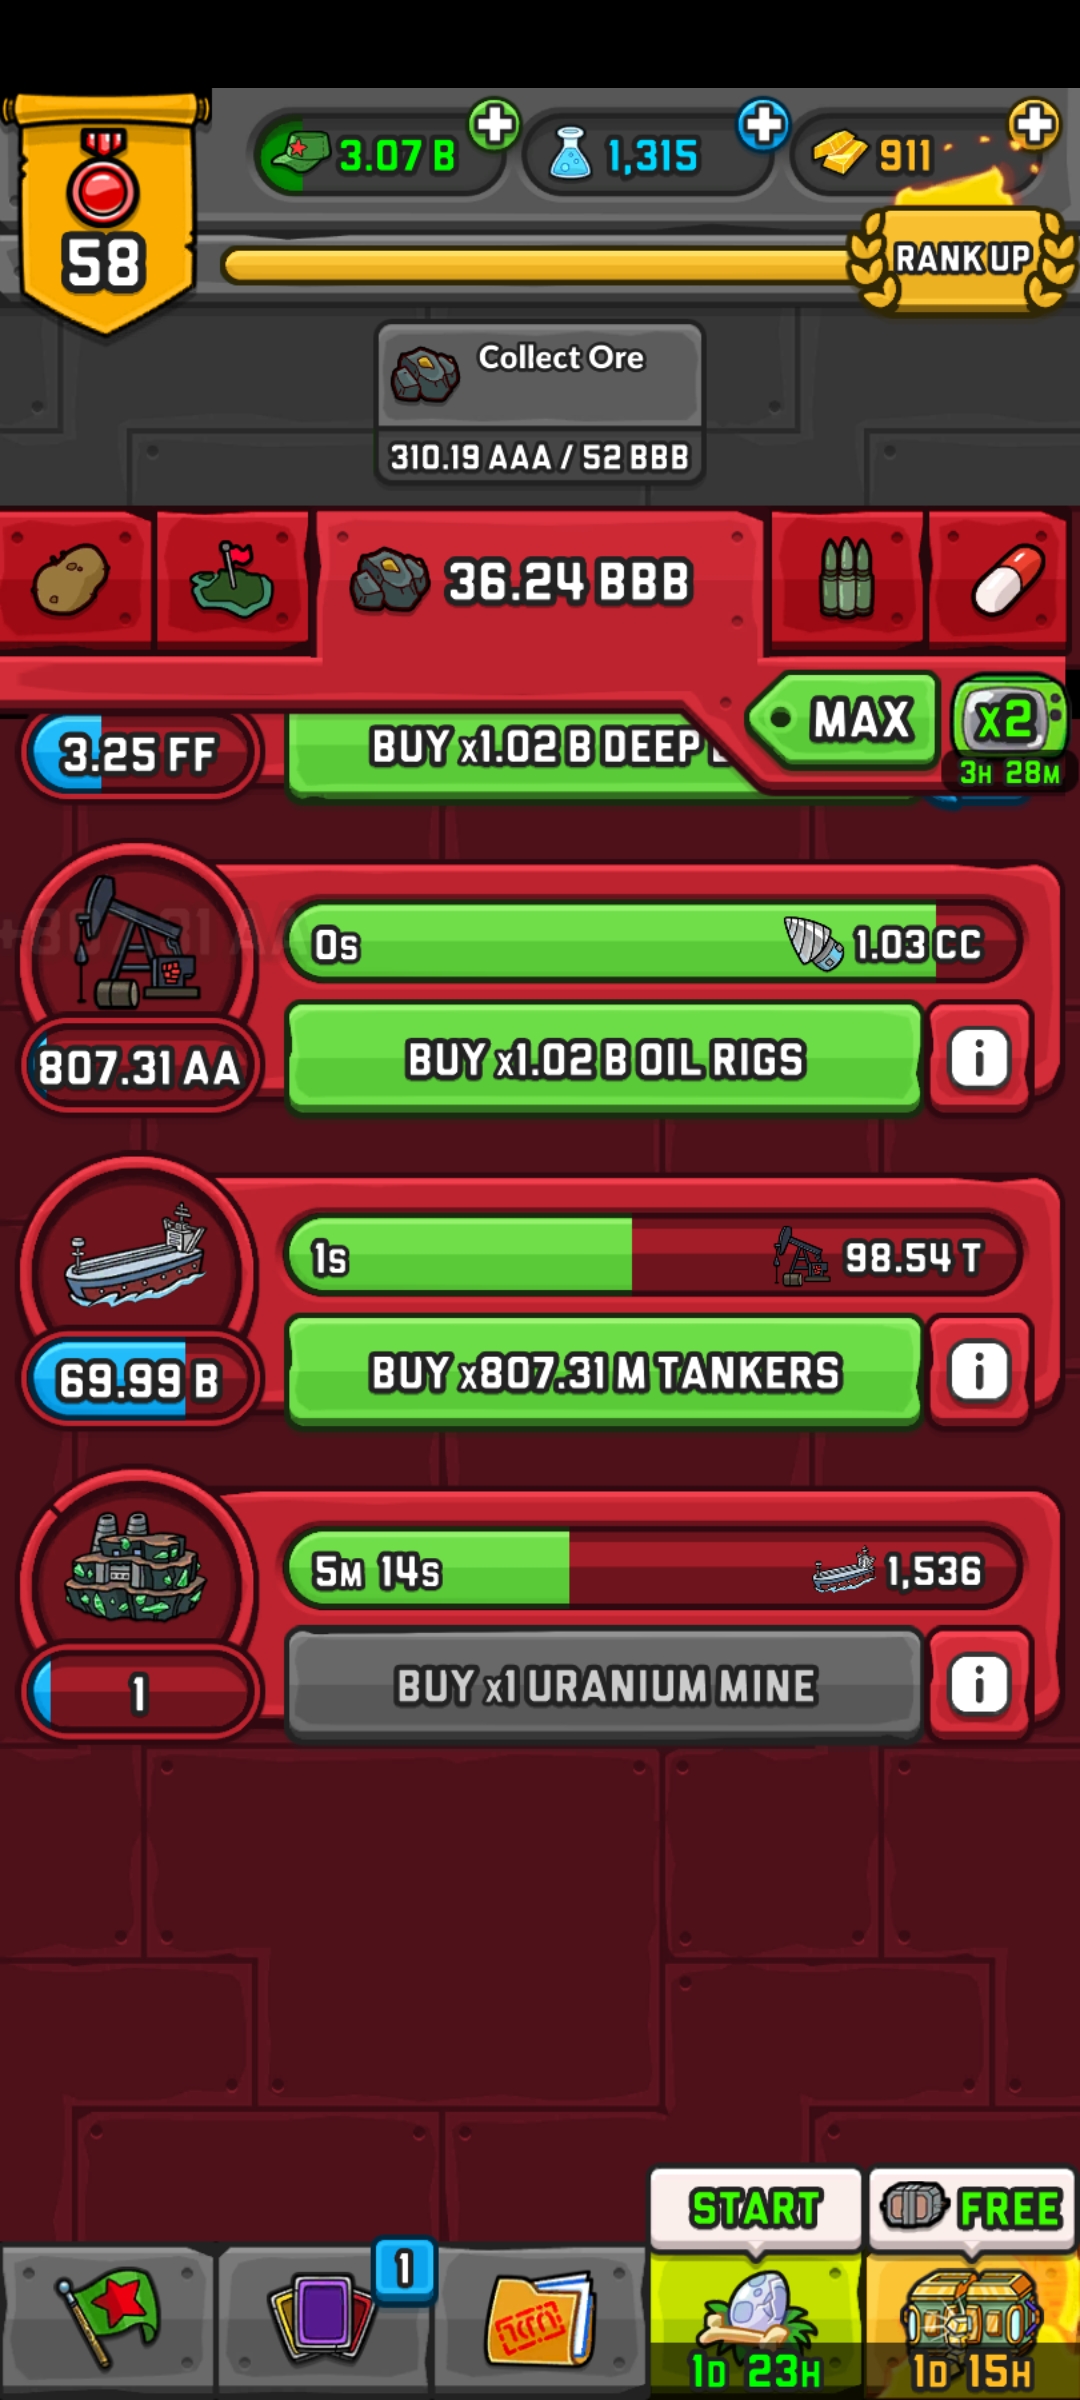 58
3.07 B
1,315
911
RANK UP
Collect Ore
310.19 AAA / 52 BBB
36.24 BBB
MAX
x2
3H 28M
3.25 FF
BUY x1.02 B DEEP
0s
1.03 CC
807.31 AA
BUY x1.02 B OIL RIGS
1s
98.54 T
69.99 B
BUY x807.31 M TANKERS
5M 14s
1,536
1
BUY x1 URANIUM MINE
START
FREE
1
1D 23H
1D 15H